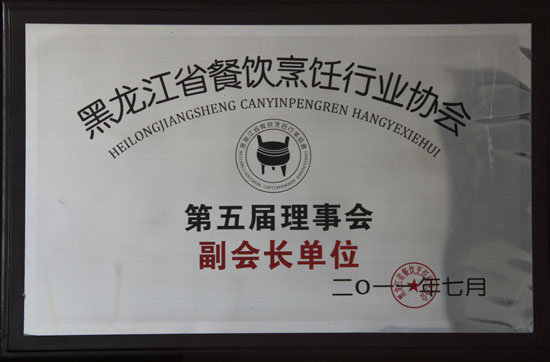 黑龙江省餐饮烹饪行业协会
HEILONGJIANGSHENG CANYINPENGREN HANGYEXIEHUI
第五届理事会
副会长单位
二O一一年七月